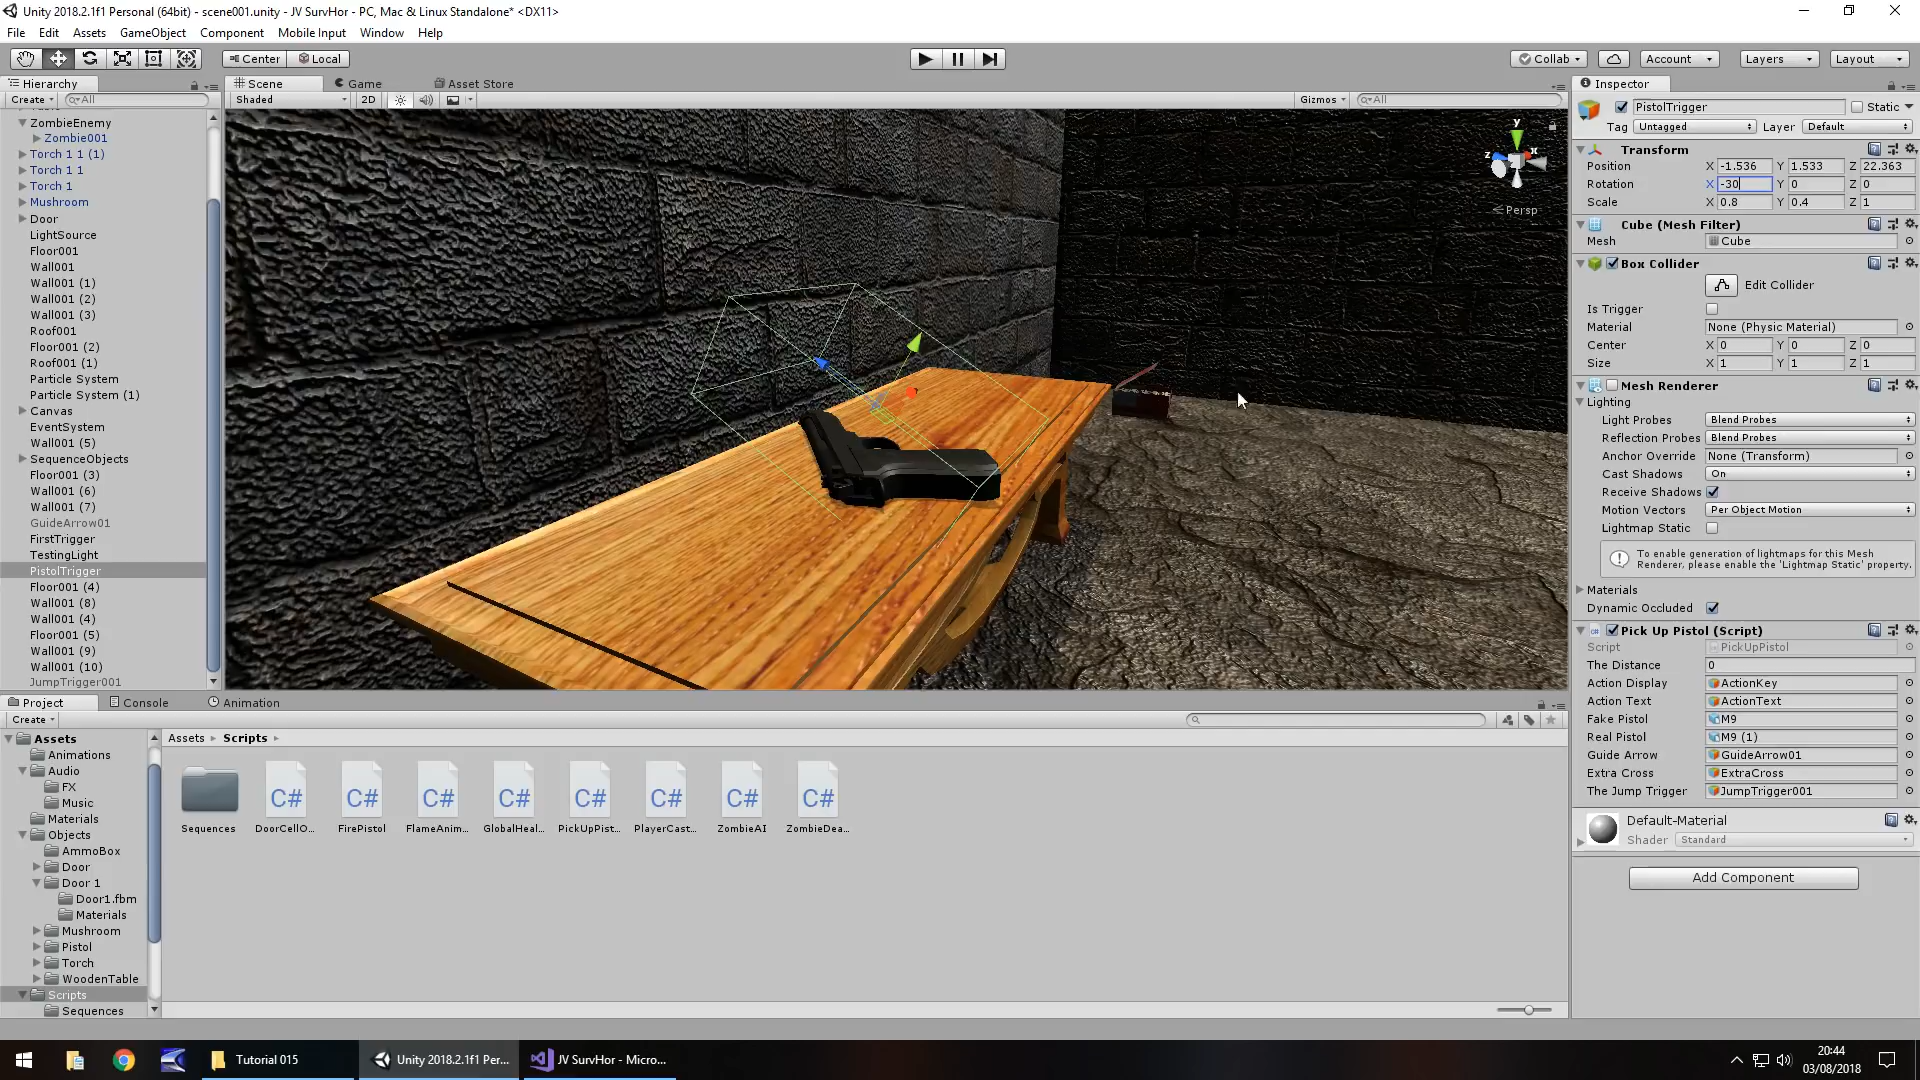 Unity 2018.2.1f1 Personal (64bit) - scene001.unity - JV SurvHor - PC, Mac & Linux Standalone* <DX11>
File Edit Assets GameObject Component Mobile Input Window Help
Center Local Collab Account Layers Layout
Hierarchy
Create All
ZombieEnemy
Zombie001
Torch 1 1 (1)
Torch 1 1
Torch 1
Mushroom
Door
LightSource
Floor001
Wall001
Wall001 (1)
Wall001 (2)
Wall001 (3)
Roof001
Floor001 (2)
Roof001 (1)
Particle System
Particle System (1)
Canvas
EventSystem
Wall001 (5)
SequenceObjects
Floor001 (3)
Wall001 (6)
Wall001 (7)
GuideArrow01
FirstTrigger
TestingLight
PistolTrigger
Floor001 (4)
Wall001 (8)
Wall001 (4)
Floor001 (5)
Wall001 (9)
Wall001 (10)
JumpTrigger001
Scene Game Asset Store
Shaded 2D Gizmos All
y
z x
Persp
Inspector
PistolTrigger Static
Tag Untagged Layer Default
Transform
Position X -1.536 Y 1.533 Z 22.363
Rotation X -30 Y 0 Z 0
Scale X 0.8 Y 0.4 Z 1
Cube (Mesh Filter)
Mesh Cube
Box Collider
Edit Collider
Is Trigger
Material None (Physic Material)
Center X 0 Y 0 Z 0
Size X 1 Y 1 Z 1
Mesh Renderer
Lighting
Light Probes Blend Probes
Reflection Probes Blend Probes
Anchor Override None (Transform)
Cast Shadows On
Receive Shadows
Motion Vectors Per Object Motion
Lightmap Static
To enable generation of lightmaps for this Mesh
Renderer, please enable the 'Lightmap Static' property.
Materials
Dynamic Occluded
Pick Up Pistol (Script)
Script PickUpPistol
The Distance 0
Action Display ActionKey
Action Text ActionText
Fake Pistol M9
Real Pistol M9 (1)
Guide Arrow GuideArrow01
Extra Cross ExtraCross
The Jump Trigger JumpTrigger001
Default-Material
Shader Standard
Add Component
Project Console Animation
Create
Assets
Animations
Audio
FX
Music
Materials
Objects
AmmoBox
Door
Door 1
Door1.fbm
Materials
Mushroom
Pistol
Torch
WoodenTable
Scripts
Sequences
Assets Scripts
C# C# C# C# C# C# C# C#
Sequences DoorCellO... FirePistol FlameAnim... GlobalHeal... PickUpPist... PlayerCast... ZombieAI ZombieDea...
Tutorial 015 Unity 2018.2.1f1 Per... JV SurvHor - Micro...
20:44
03/08/2018